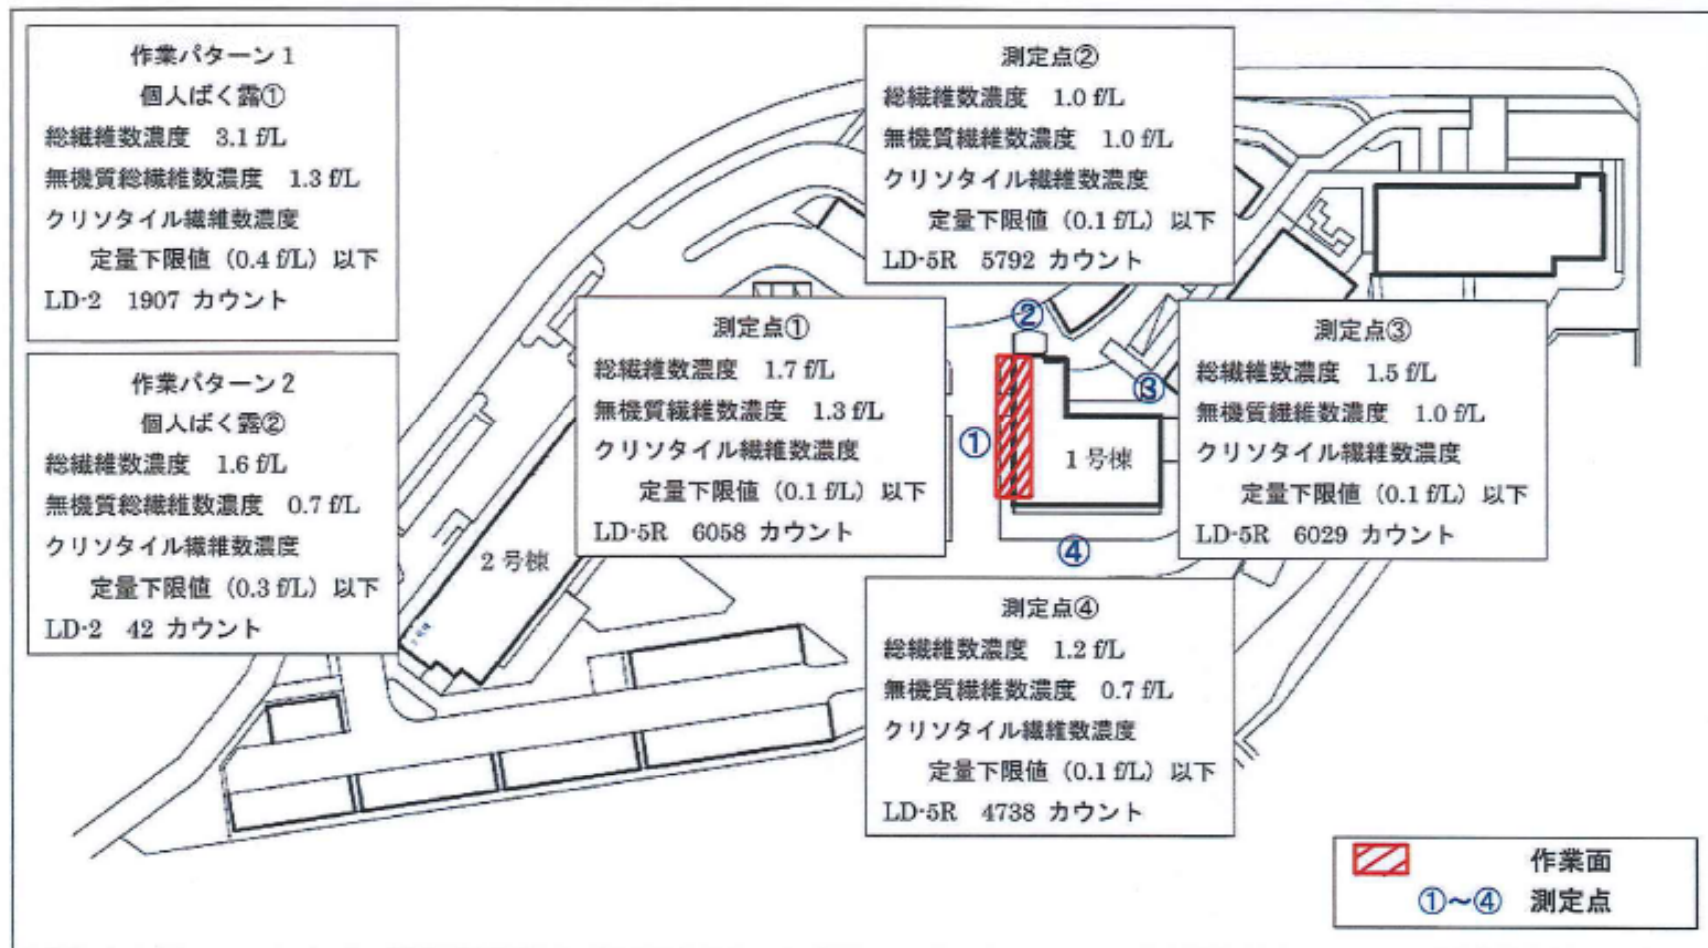 作業パターン1
個人ばく露①
総繊維数濃度 3.1 f/L
無機質総繊維数濃度 1.3 f/L
クリソタイル繊維数濃度
定量下限値（0.4 f/L）以下
LD-2 1907 カウント
作業パターン2
個人ばく露②
総繊維数濃度 1.6 f/L
無機質総繊維数濃度 0.7 f/L
クリソタイル繊維数濃度
定量下限値（0.3 f/L）以下
LD-2 42 カウント
測定点①
総繊維数濃度 1.7 f/L
無機質繊維数濃度 1.3 f/L
クリソタイル繊維数濃度
定量下限値（0.1 f/L）以下
LD-5R 6058 カウント
測定点②
総繊維数濃度 1.0 f/L
無機質繊維数濃度 1.0 f/L
クリソタイル繊維数濃度
定量下限値（0.1 f/L）以下
LD-5R 5792 カウント
測定点③
総繊維数濃度 1.5 f/L
無機質繊維数濃度 1.0 f/L
クリソタイル繊維数濃度
定量下限値（0.1 f/L）以下
LD-5R 6029 カウント
測定点④
総繊維数濃度 1.2 f/L
無機質繊維数濃度 0.7 f/L
クリソタイル繊維数濃度
定量下限値（0.1 f/L）以下
LD-5R 4738 カウント
②
③
①
1号棟
④
2号棟
作業面
①～④ 測定点